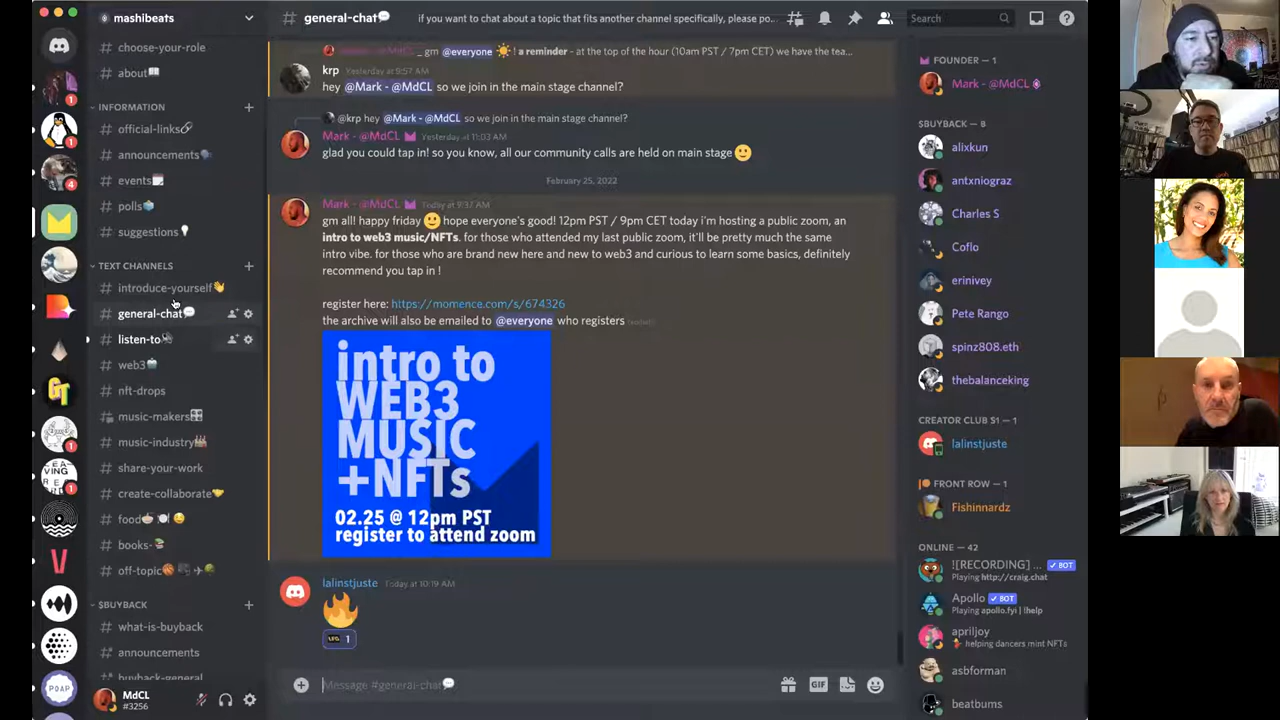 mashibeats
general-chat
if you want to chat about a topic that fits another channel specifically, please po...
Search
choose-your-role
about
INFORMATION
official-links
announcements
events
polls
suggestions
TEXT CHANNELS
introduce-yourself
general-chat
listen-to
web3
nft-drops
music-makers
music-industry
share-your-work
create-collaborate
food
books-
off-topic
$BUYBACK
what-is-buyback
announcements
buyback-general
MdCL
#3256
gm @everyone ! a reminder - at the top of the hour (10am PST / 7pm CET) we have the tea...
krp Yesterday at 9:57 AM
hey @Mark - @MdCL so we join in the main stage channel?
@krp hey @Mark - @MdCL so we join in the main stage channel?
Mark - @MdCL Yesterday at 11:03 AM
glad you could tap in! so you know, all our community calls are held on main stage
February 25, 2022
Mark - @MdCL Today at 9:37 AM
gm all! happy friday hope everyone's good! 12pm PST / 9pm CET today i'm hosting a public zoom, an
intro to web3 music/NFTs. for those who attended my last public zoom, it'll be pretty much the same
intro vibe. for those who are brand new here and new to web3 and curious to learn some basics, definitely
recommend you tap in !
register here: https://momence.com/s/674326
the archive will also be emailed to @everyone who registers (edited)
intro to
WEB3
MUSIC
+NFTs
02.25 @ 12pm PST
register to attend zoom
lalinstjuste Today at 10:19 AM
1
Message #general-chat
GIF
FOUNDER — 1
Mark - @MdCL
$BUYBACK — 8
alixkun
antxniograz
Charles S
Coflo
erinivey
Pete Rango
spinz808.eth
thebalanceking
CREATOR CLUB S1 — 1
lalinstjuste
FRONT ROW — 1
Fishinnardz
ONLINE — 42
![RECORDING] ... BOT
Playing http://craig.chat
Apollo BOT
Playing apollo.fyi | !help
apriljoy
helping dancers mint NFTs
asbforman
beatbums